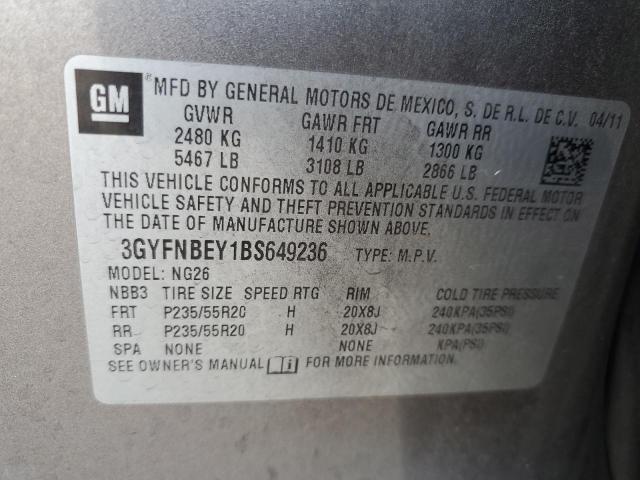 GM ® MFD BY GENERAL MOTORS DE MEXICO, S. DE R.L. DE C.V. 04/11
GVWR GAWR FRT GAWR RR
2480 KG 1410 KG 1300 KG
5467 LB 3108 LB 2866 LB
THIS VEHICLE CONFORMS TO ALL APPLICABLE U.S. FEDERAL MOTOR
VEHICLE SAFETY AND THEFT PREVENTION STANDARDS IN EFFECT ON
THE DATE OF MANUFACTURE SHOWN ABOVE.
3GYFNBEY1BS649236 TYPE: M.P.V.
MODEL: NG26
NBB3 TIRE SIZE SPEED RTG RIM COLD TIRE PRESSURE
FRT P235/55R20 H 20X8J 240KPA(35PSI)
RR P235/55R20 H 20X8J 240KPA(35PSI)
SPA NONE NONE KPA(PSI)
SEE OWNER'S MANUAL FOR MORE INFORMATION.